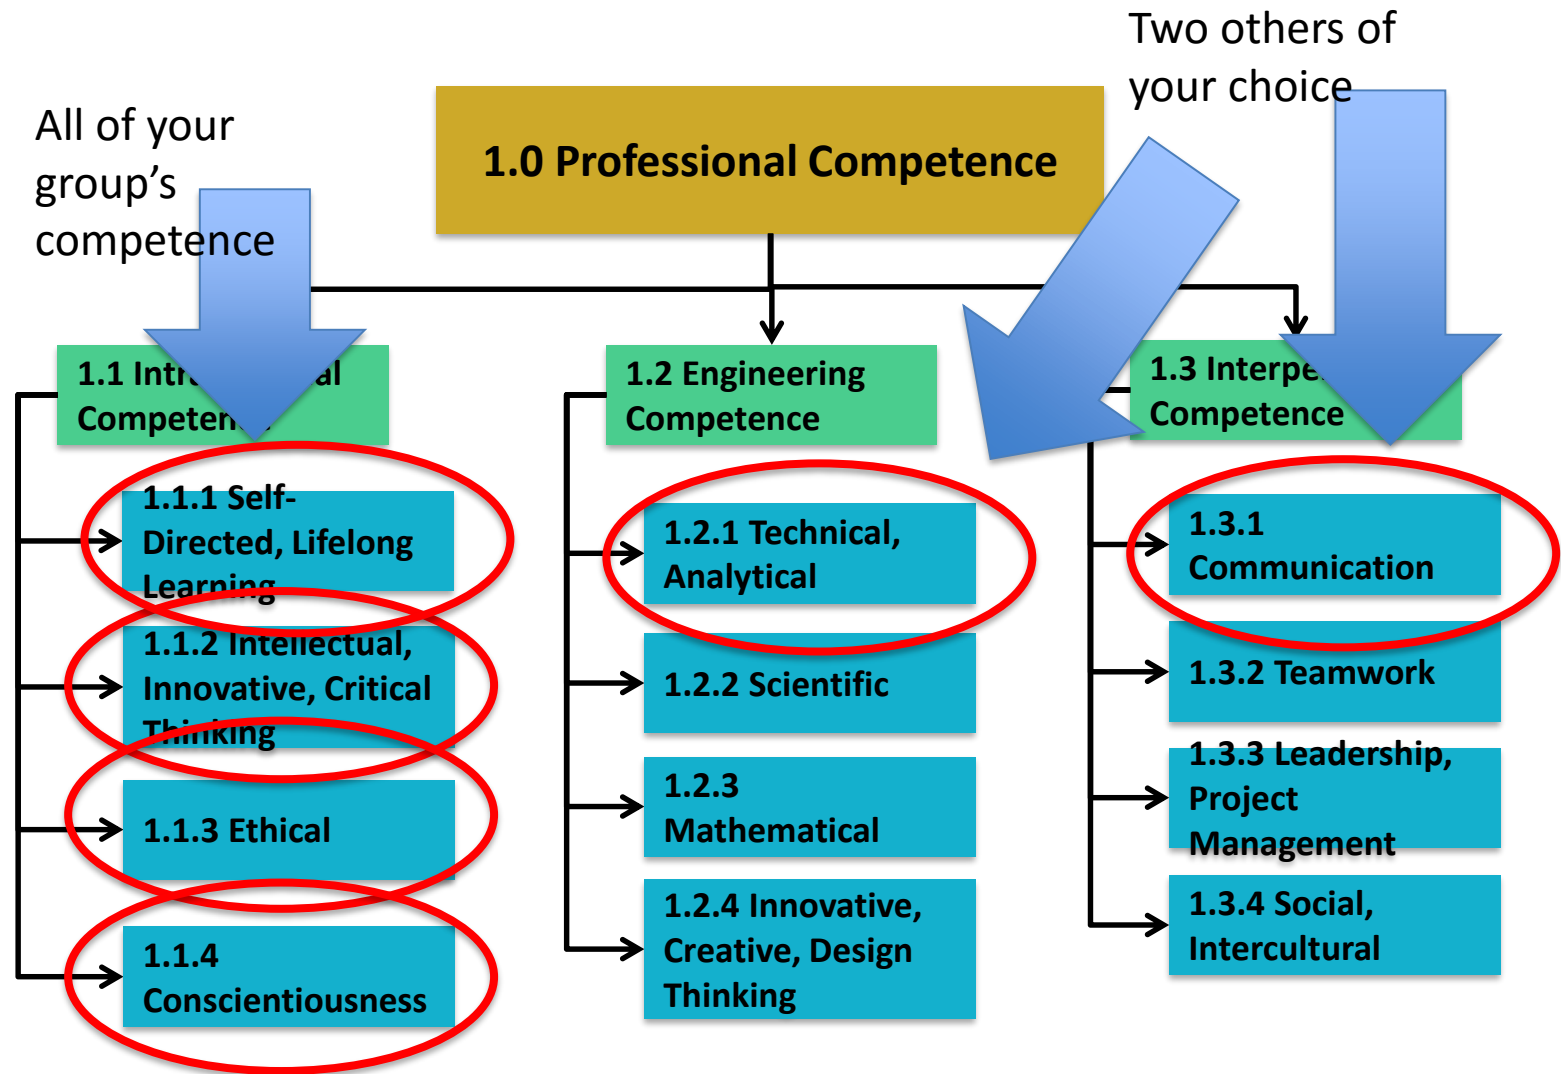 Two others of
your choice
All of your
group's
competence
1.0 Professional Competence
1.1
Competence
1.1.1 Self-
Directed, Lifelong
Learning
1.1.2 Intellectual,
Innovative, Critical
Thinking
1.1.3 Ethical
1.1.4
Conscientiousness
1.2 Engineering
Competence
1.2.1 Technical,
Analytical
1.2.2 Scientific
1.2.3
Mathematical
1.2.4 Innovative,
Creative, Design
Thinking
1.3
Competence
1.3.1
Communication
1.3.2 Teamwork
1.3.3 Leadership,
Project
Management
1.3.4 Social,
Intercultural